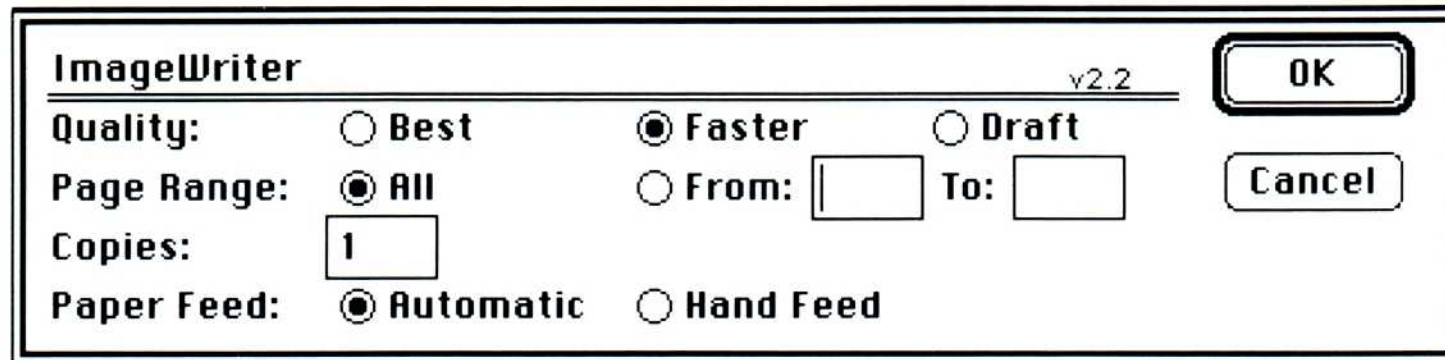 ImageWriter v2.2 OK
Quality: Best Faster Draft
Page Range: All From: To: Cancel
Copies: 1
Paper Feed: Automatic Hand Feed